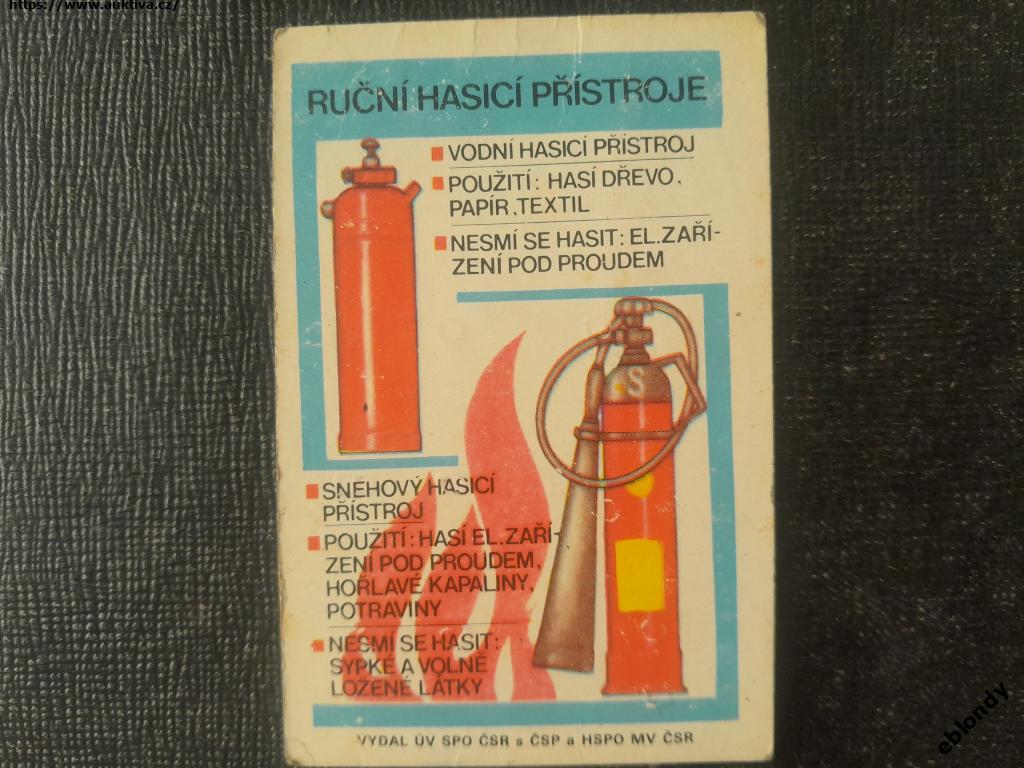 https://www.auktiva.cz/
RUČNÍ HASICÍ PŘÍSTROJE
VODNÍ HASICÍ PŘÍSTROJ
POUŽITÍ: HASÍ DŘEVO,
PAPÍR, TEXTIL
NESMÍ SE HASIT: EL. ZAŘÍ-
ZENÍ POD PROUDEM
S
SNĚHOVÝ HASICÍ
PŘÍSTROJ
POUŽITÍ: HASÍ EL. ZAŘÍ-
ZENÍ POD PROUDEM,
HOŘLAVÉ KAPALINY,
POTRAVINY
NESMÍ SE HASIT:
SYPKÉ A VOLNĚ
LOŽENÉ LÁTKY
VYDAL ÚV SPO ČSR s ČSP a HSPO MV ČSR
eblondy